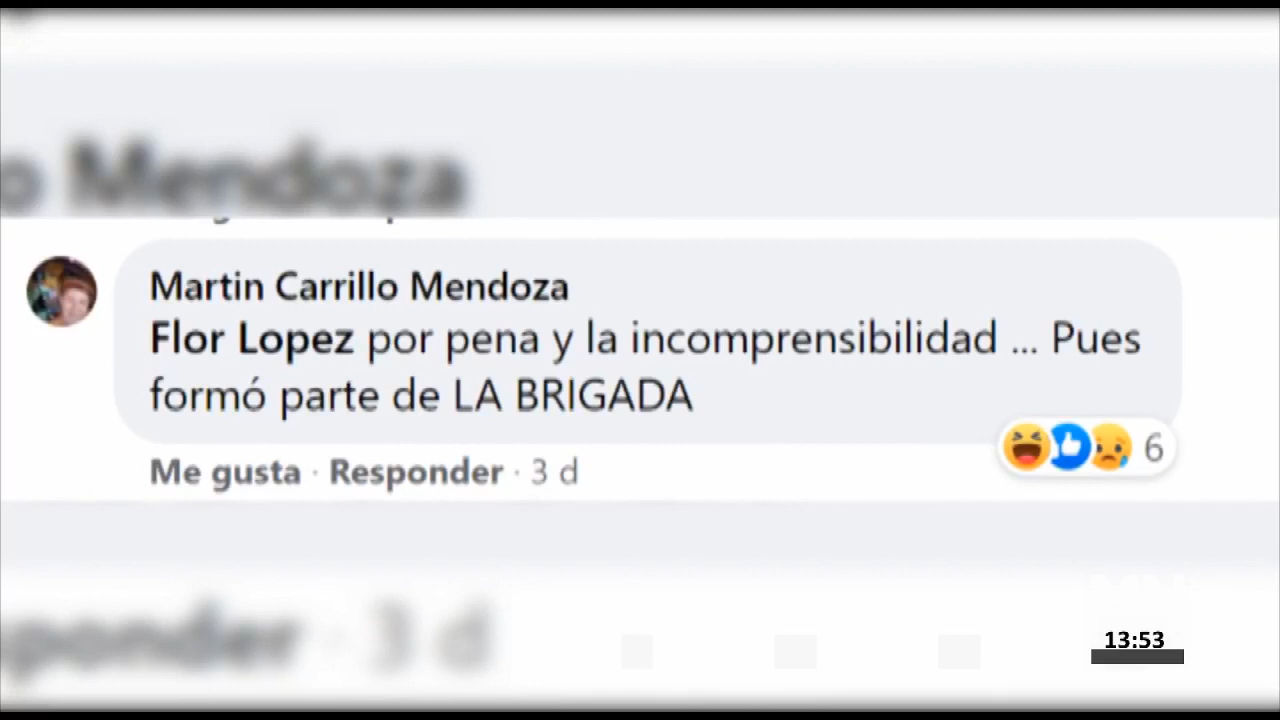 o Mendoza
Martin Carrillo Mendoza
Flor Lopez por pena y la incomprensibilidad ... Pues
formó parte de LA BRIGADA
6
Me gusta · Responder · 3 d
ponder · 3 d
13:53